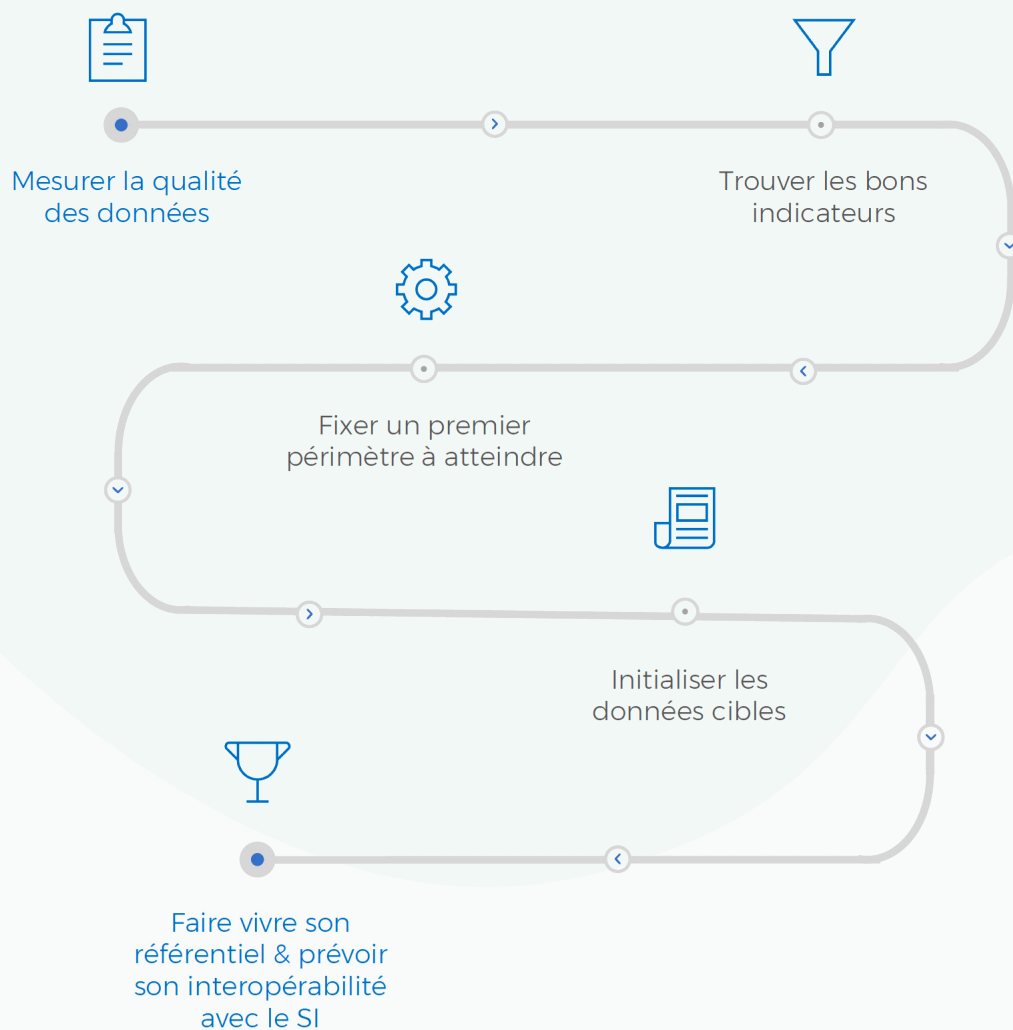 Mesurer la qualité
des données
Trouver les bons
indicateurs
Fixer un premier
périmètre à atteindre
Initialiser les
données cibles
Faire vivre son
référentiel & prévoir
son interopérabilité
avec le SI